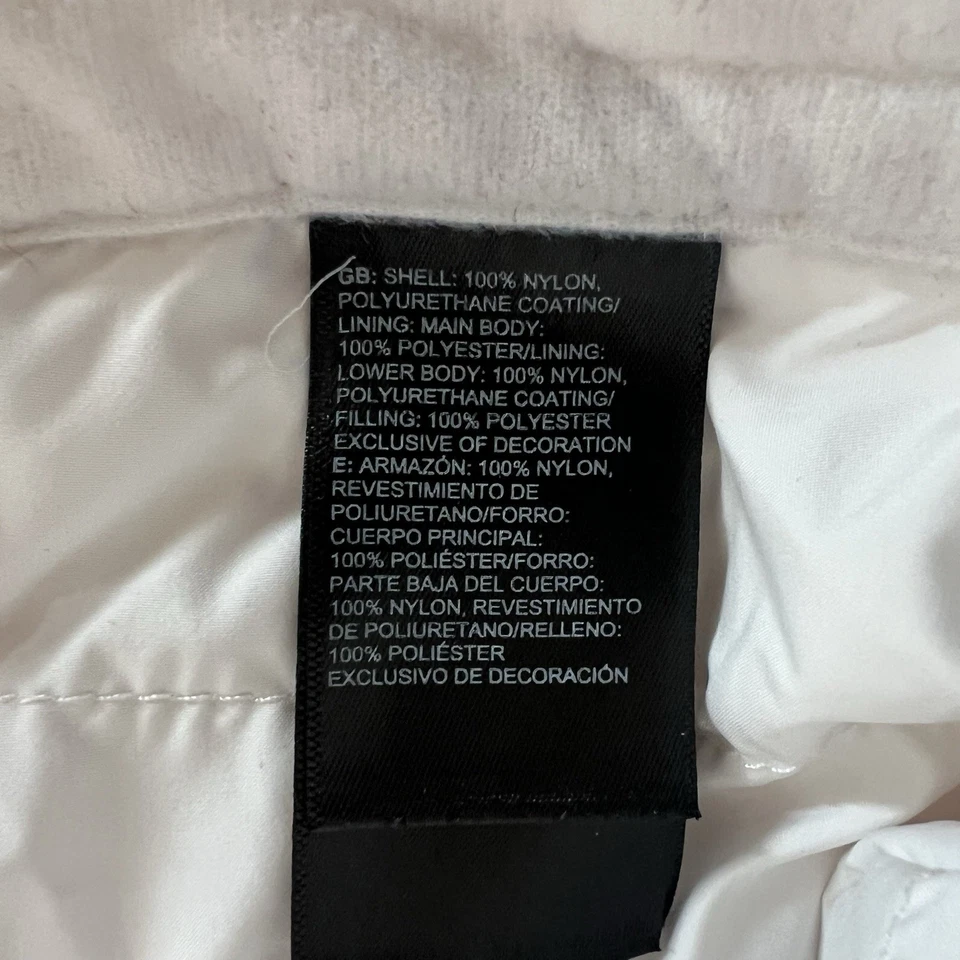 GB: SHELL: 100% NYLON,
POLYURETHANE COATING/
LINING: MAIN BODY:
100% POLYESTER/LINING:
LOWER BODY: 100% NYLON,
POLYURETHANE COATING/
FILLING: 100% POLYESTER
EXCLUSIVE OF DECORATION
E: ARMAZÓN: 100% NYLON,
REVESTIMIENTO DE
POLIURETANO/FORRO:
CUERPO PRINCIPAL:
100% POLIÉSTER/FORRO:
PARTE BAJA DEL CUERPO:
100% NYLON, REVESTIMIENTO
DE POLIURETANO/RELLENO:
100% POLIÉSTER
EXCLUSIVO DE DECORACIÓN